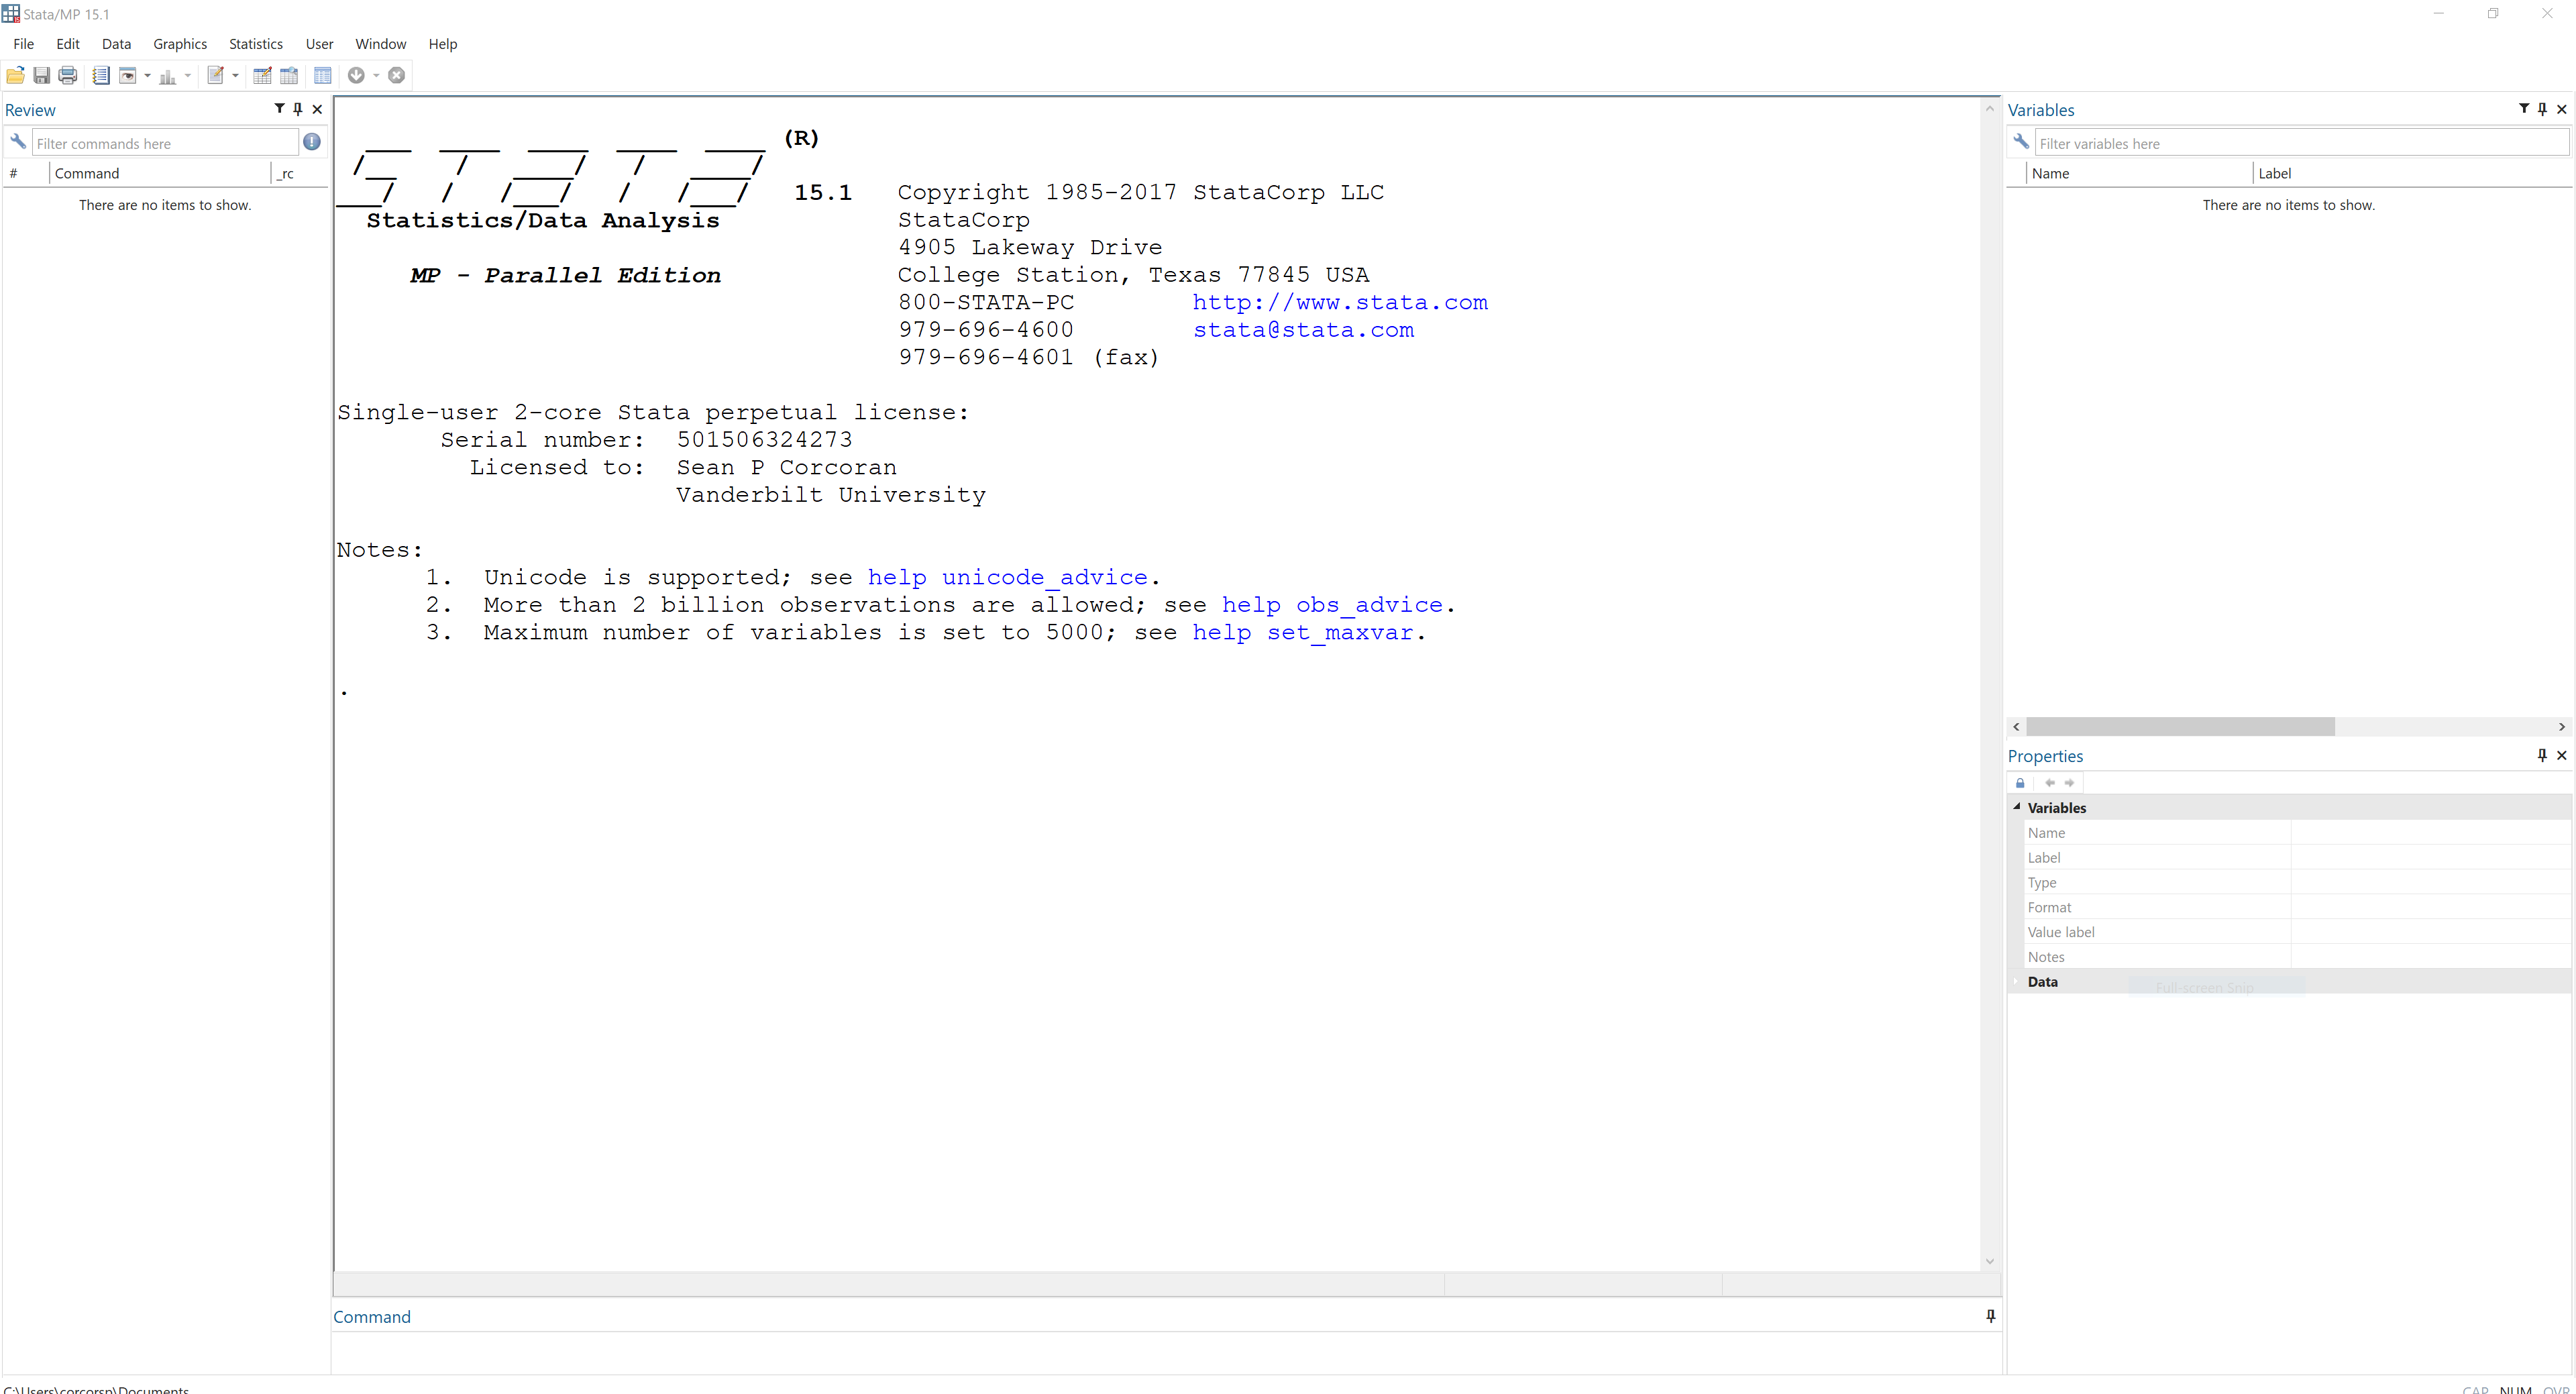 Stata/MP 15.1
File Edit Data Graphics Statistics User Window Help
Review
Filter commands here
# Command _rc
There are no items to show.
(R)
15.1 Copyright 1985-2017 StataCorp LLC
Statistics/Data Analysis StataCorp
4905 Lakeway Drive
MP - Parallel Edition College Station, Texas 77845 USA
800-STATA-PC http://www.stata.com
979-696-4600 stata@stata.com
979-696-4601 (fax)
Single-user 2-core Stata perpetual license:
Serial number: 501506324273
Licensed to: Sean P Corcoran
Vanderbilt University
Notes:
1. Unicode is supported; see help unicode_advice.
2. More than 2 billion observations are allowed; see help obs_advice.
3. Maximum number of variables is set to 5000; see help set_maxvar.
.
Command
Variables
Filter variables here
Name Label
There are no items to show.
Properties
Variables
Name
Label
Type
Format
Value label
Notes
Data
Full-screen Snip
C:\Users\corcorsp\Documents
CAP NUM OVR